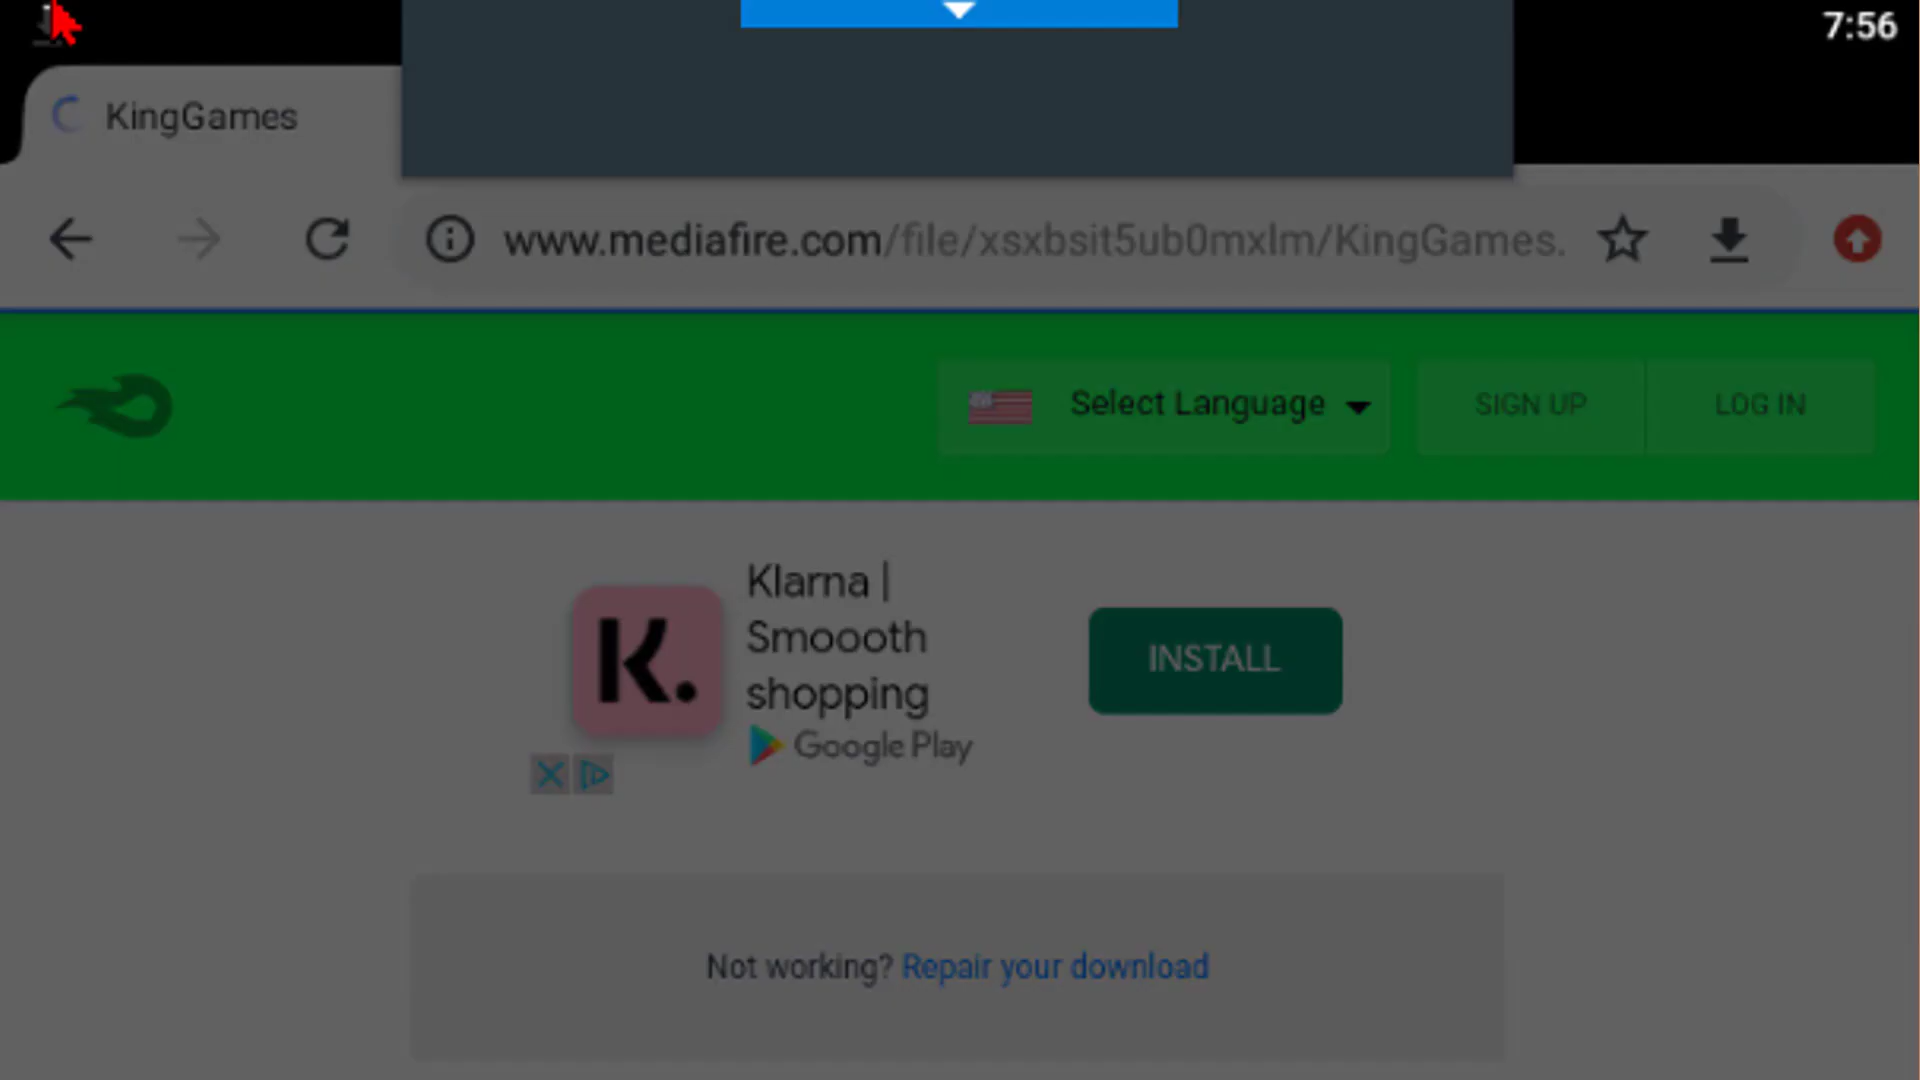 7:56
KingGames
www.mediafire.com/file/xsxbsit5ub0mxlm/KingGames.
Select Language
SIGN UP
LOG IN
Klarna |
Smoooth
shopping
Google Play
INSTALL
K.
Not working? Repair your download